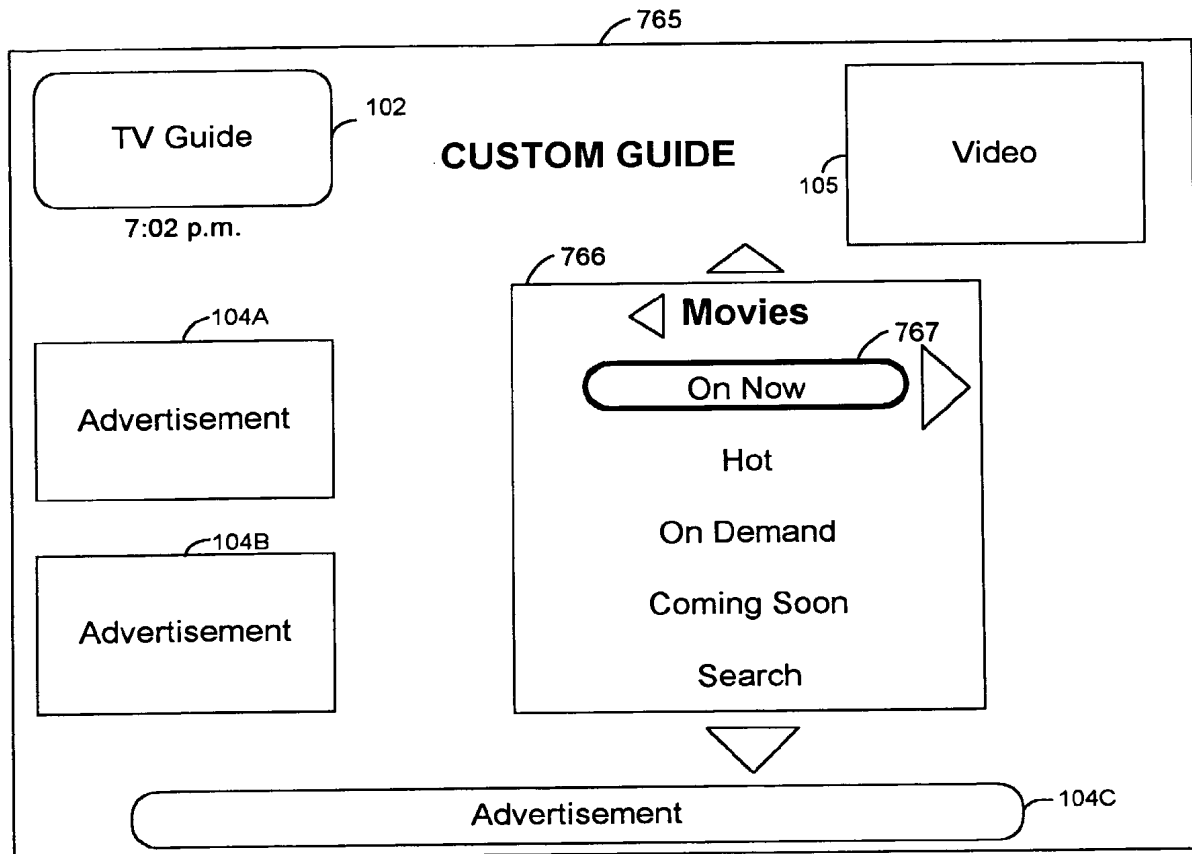 765
TV Guide
102
CUSTOM GUIDE
Video
105
7:02 p.m.
766
Movies
767
On Now
Hot
On Demand
Coming Soon
Search
104A
Advertisement
104B
Advertisement
Advertisement
104C